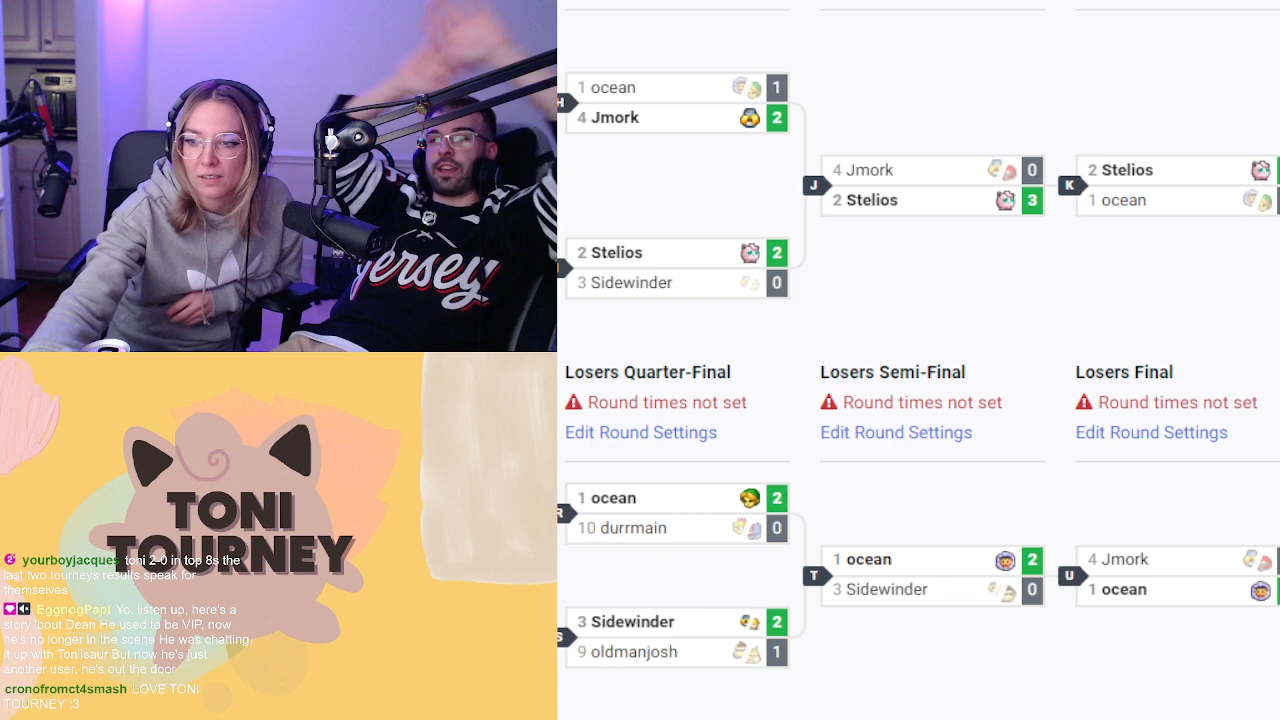 1 ocean 1
4 Jmork 2
H
4 Jmork 0
2 Stelios 3
J
2 Stelios
1 ocean
K
2 Stelios 2
3 Sidewinder 0
Jersey
Losers Quarter-Final
Round times not set
Edit Round Settings
Losers Semi-Final
Round times not set
Edit Round Settings
Losers Final
Round times not set
Edit Round Settings
1 ocean 2
10 durrmain 0
R
1 ocean 2
3 Sidewinder 0
T
4 Jmork
1 ocean
U
3 Sidewinder 2
9 oldmanjosh 1
S
TONI
TOURNEY
2 yourboyjacques toni 2-0 in top 8s the
last two tourneys results speak for
themselves
EggnogPapi Yo, listen up, here's a
story 'bout Dean He used to be VIP, now
he's no longer in the scene He was chatting
it up with Toniisaur But now he's just
another user, he's out the door
cronofromct4smash LOVE TONI
TOURNEY :3